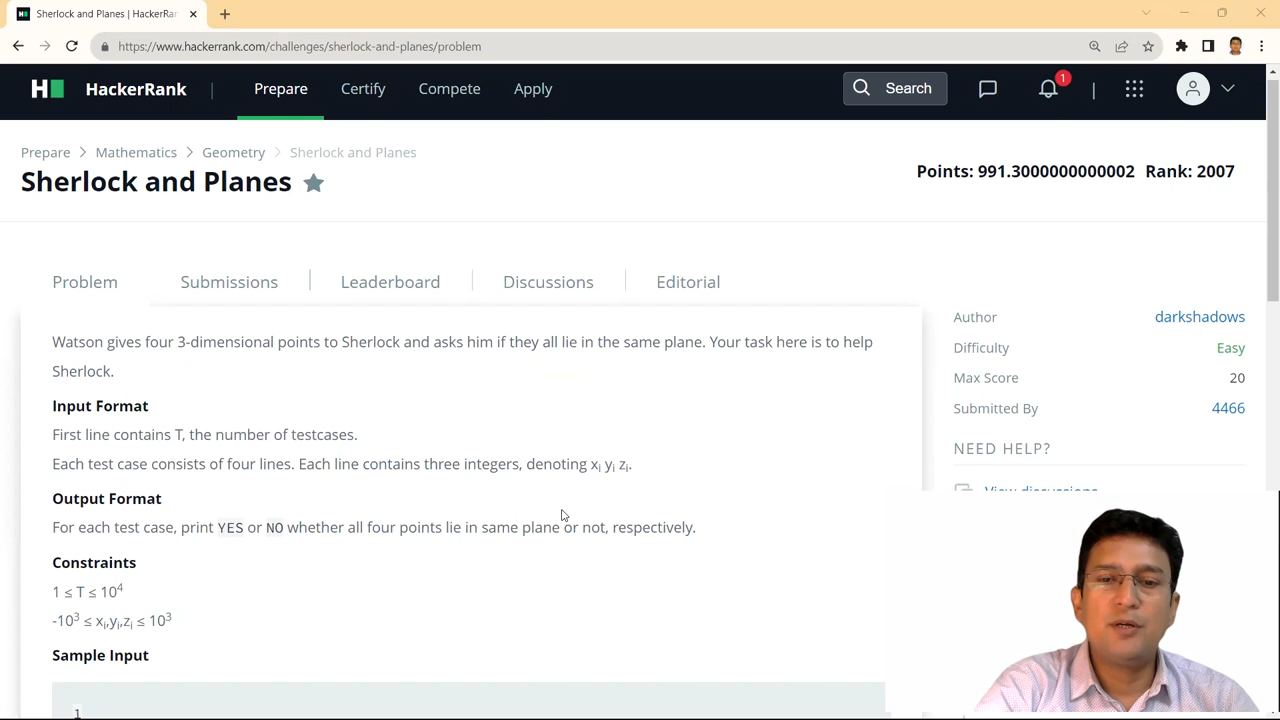 Sherlock and Planes | HackerRan
https://www.hackerrank.com/challenges/sherlock-and-planes/problem
H
HackerRank | Prepare Certify Compete Apply Search 1 |
Prepare > Mathematics > Geometry > Sherlock and Planes
Sherlock and Planes
Points: 991.3000000000002 Rank: 2007
Problem Submissions Leaderboard Discussions Editorial
Watson gives four 3-dimensional points to Sherlock and asks him if they all lie in the same plane. Your task here is to help
Sherlock.
Input Format
First line contains T, the number of testcases.
Each test case consists of four lines. Each line contains three integers, denoting xᵢ yᵢ zᵢ.
Output Format
For each test case, print YES or NO whether all four points lie in same plane or not, respectively.
Constraints
1 ≤ T ≤ 10⁴
-10³ ≤ xᵢ,yᵢ,zᵢ ≤ 10³
Sample Input
1
Author darkshadows
Difficulty Easy
Max Score 20
Submitted By 4466
NEED HELP?
View discussions